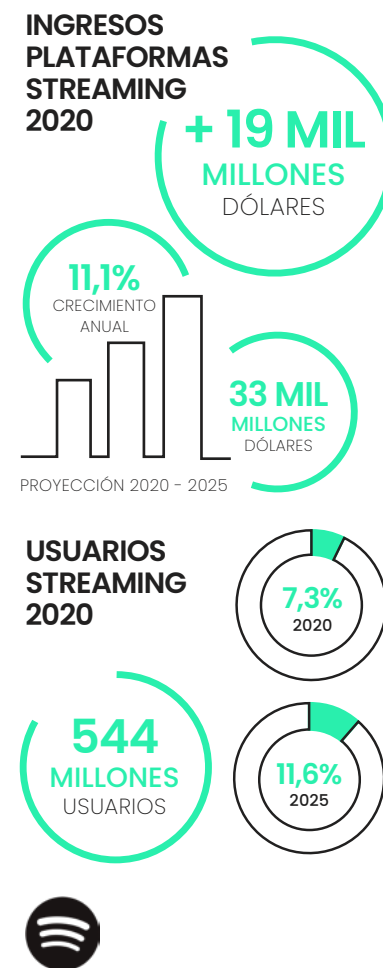 INGRESOS
PLATAFORMAS
STREAMING
2020
+ 19 MIL
MILLONES
DÓLARES
11,1%
CRECIMIENTO
ANUAL
33 MIL
MILLONES
DÓLARES
PROYECCIÓN 2020 - 2025
USUARIOS
STREAMING
2020
7,3%
2020
544
MILLONES
USUARIOS
11,6%
2025